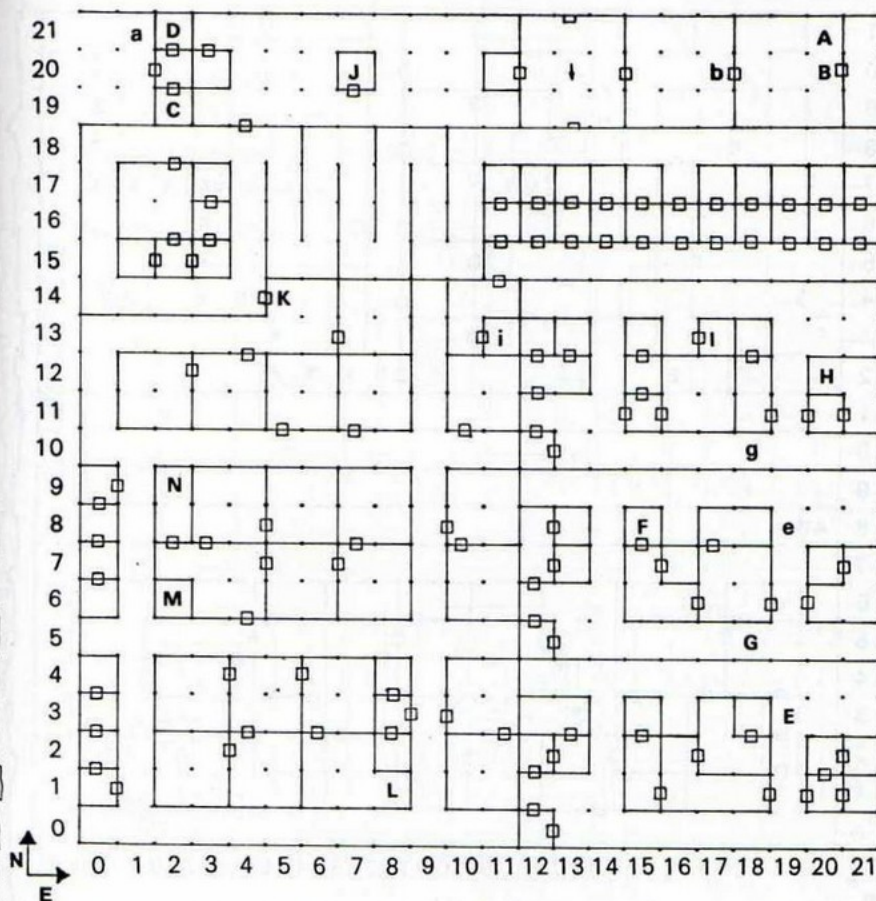 21 a D A
20 J b B
19 C
18
17
16
15
14 K
13 i l
12 H
11
10 g
9 N
8 F e
7
6 M
5 G
4
3 E
2
1 L
0
N 0 1 2 3 4 5 6 7 8 9 10 11 12 13 14 15 16 17 18 19 20 21
E